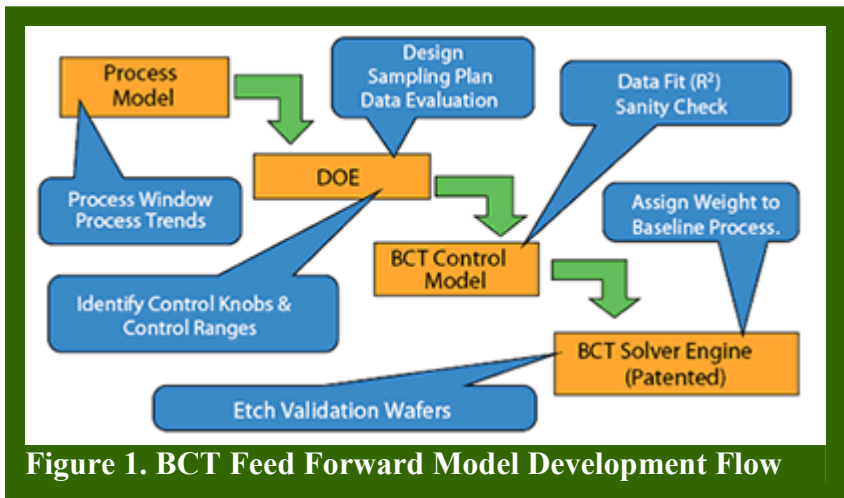 Process
Model
Design
Sampling Plan
Data Evaluation
Data Fit (R²)
Sanity Check
Process Window
Process Trends
DOE
Assign Weight to
Baseline Process.
BCT Control
Model
Identify Control Knobs &
Control Ranges
BCT Solver Engine
(Patented)
Etch Validation Wafers
Figure 1. BCT Feed Forward Model Development Flow